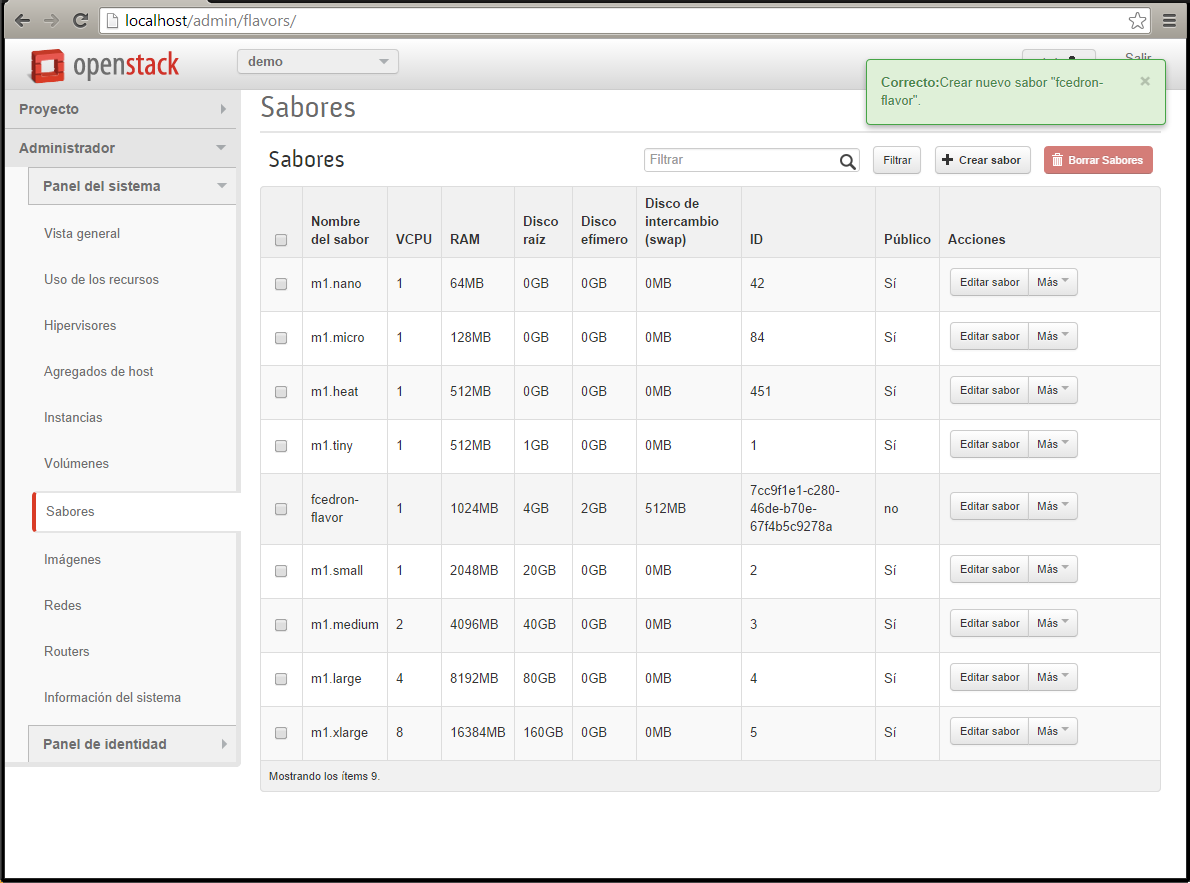 localhost/admin/flavors/
openstack
demo
Salir
Correcto:Crear nuevo sabor "fcedron-
flavor".
×
Proyecto
Administrador
Panel del sistema
Vista general
Uso de los recursos
Hipervisores
Agregados de host
Instancias
Volúmenes
Sabores
Imágenes
Redes
Routers
Información del sistema
Panel de identidad
Sabores
Sabores
Filtrar
Filtrar
Crear sabor
Borrar Sabores
Nombre
del sabor
VCPU
RAM
Disco
raíz
Disco
efímero
Disco de
intercambio
(swap)
ID
Público
Acciones
m1.nano 1 64MB 0GB 0GB 0MB 42 Sí Editar sabor Más
m1.micro 1 128MB 0GB 0GB 0MB 84 Sí Editar sabor Más
m1.heat 1 512MB 0GB 0GB 0MB 451 Sí Editar sabor Más
m1.tiny 1 512MB 1GB 0GB 0MB 1 Sí Editar sabor Más
fcedron-
flavor
1 1024MB 4GB 2GB 512MB
7cc9f1e1-c280-
46de-b70e-
67f4b5c9278a
no Editar sabor Más
m1.small 1 2048MB 20GB 0GB 0MB 2 Sí Editar sabor Más
m1.medium 2 4096MB 40GB 0GB 0MB 3 Sí Editar sabor Más
m1.large 4 8192MB 80GB 0GB 0MB 4 Sí Editar sabor Más
m1.xlarge 8 16384MB 160GB 0GB 0MB 5 Sí Editar sabor Más
Mostrando los ítems 9.